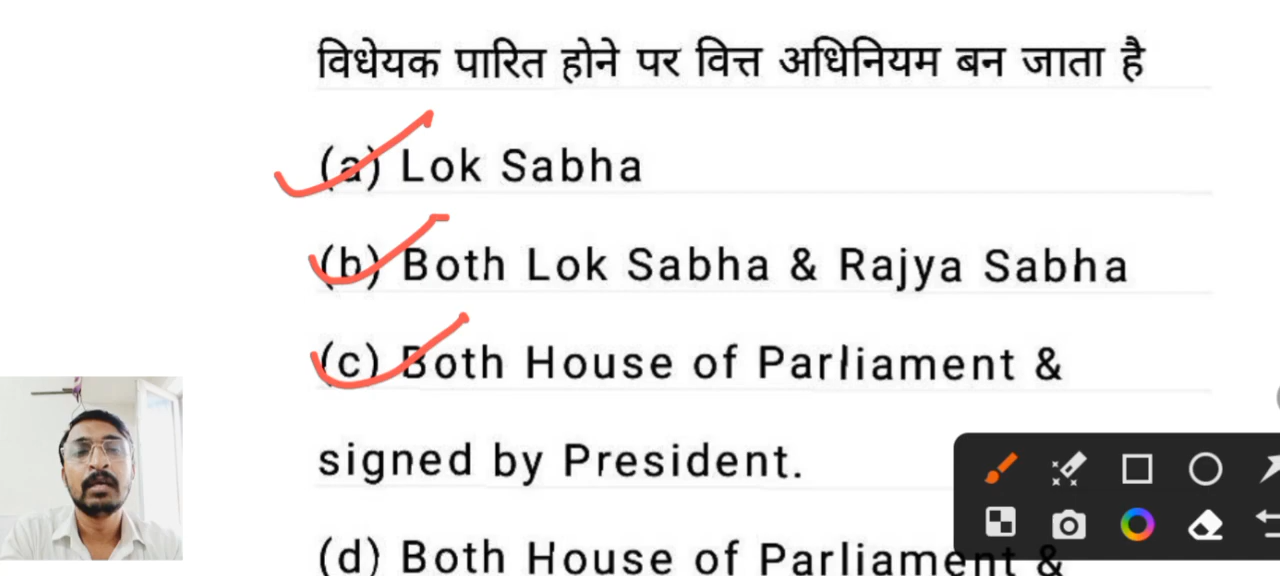 विधेयक पारित होने पर वित्त अधिनियम बन जाता है
(a) Lok Sabha
(b) Both Lok Sabha & Rajya Sabha
(c) Both House of Parliament &
signed by President.
(d) Both House of Parliament &